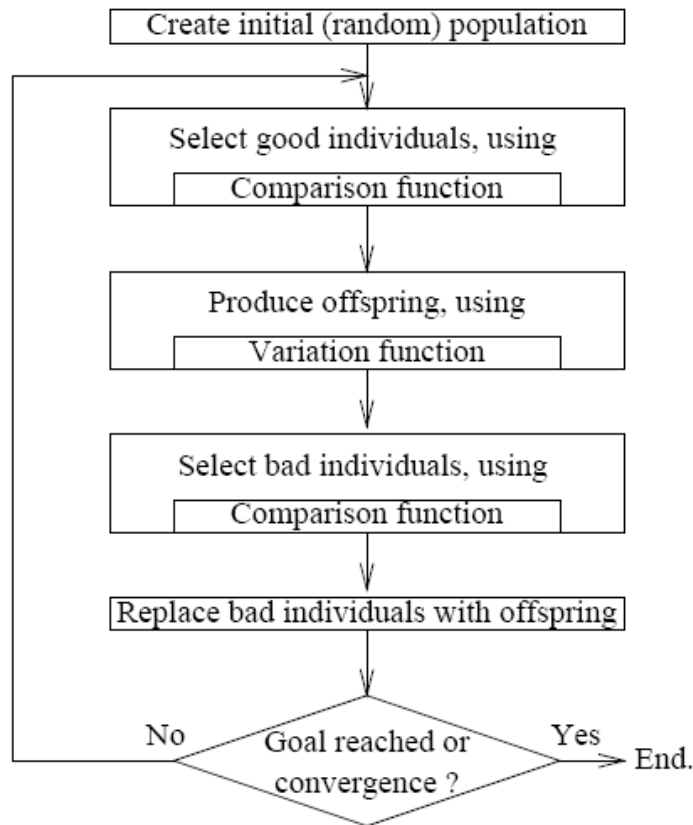 Create initial (random) population
Select good individuals, using
Comparison function
Produce offspring, using
Variation function
Select bad individuals, using
Comparison function
Replace bad individuals with offspring
No
Goal reached or
convergence ?
Yes
End.